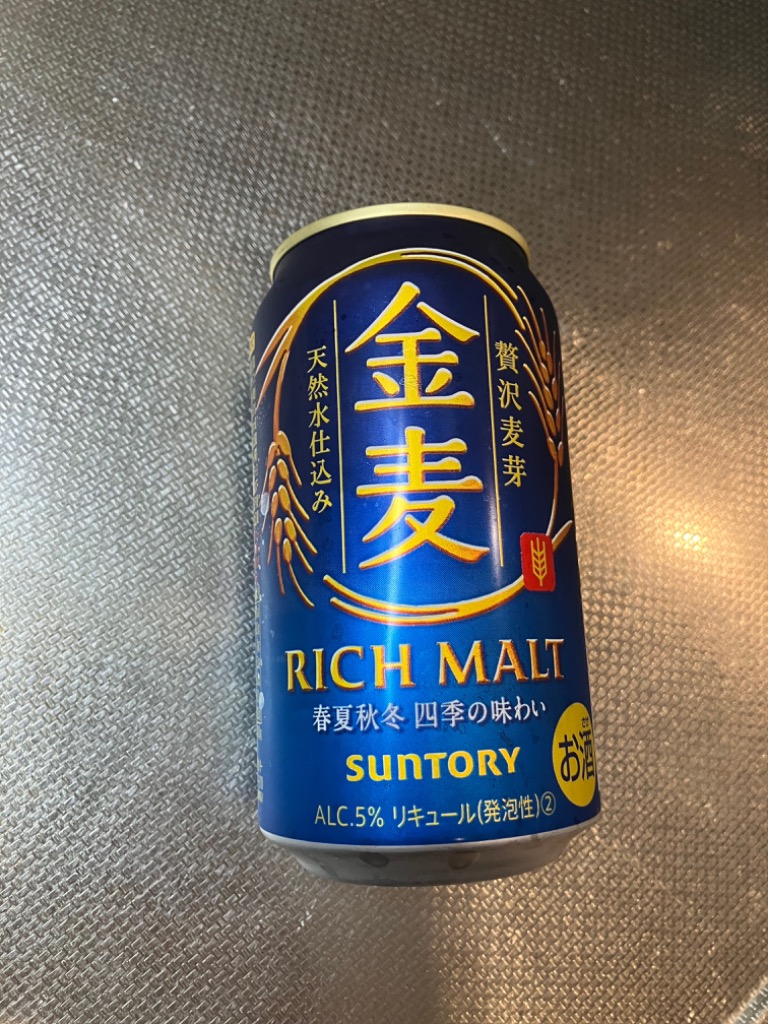 金麦
贅沢麦芽
天然水仕込み
RICH MALT
春夏秋冬 四季の味わい
SUNTORY
お酒
さけ
ALC.5% リキュール(発泡性)②